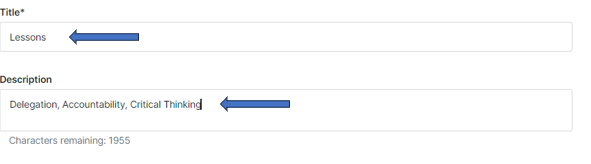 Title*
Lessons
Description
Delegation, Accountability, Critical Thinking
Characters remaining: 1955